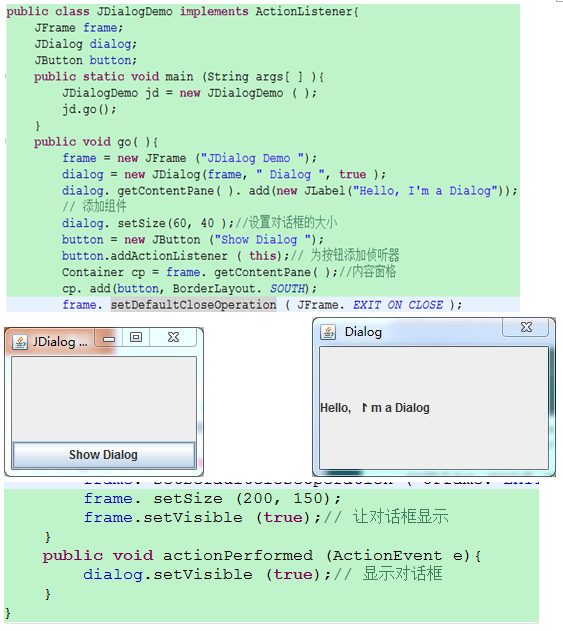 public class JDialogDemo implements ActionListener{
JFrame frame;
JDialog dialog;
JButton button;
public static void main (String args[ ] ){
JDialogDemo jd = new JDialogDemo ( );
jd.go();
}
public void go( ){
frame = new JFrame ("JDialog Demo ");
dialog = new JDialog(frame, " Dialog ", true );
dialog. getContentPane( ). add(new JLabel("Hello, I'm a Dialog"));
// 添加组件
dialog. setSize(60, 40 );//设置对话框的大小
button = new JButton ("Show Dialog ");
button.addActionListener ( this);// 为按钮添加侦听器
Container cp = frame. getContentPane( );//内容窗格
cp. add(button, BorderLayout. SOUTH);
frame. setDefaultCloseOperation ( JFrame. EXIT ON CLOSE );
JDialog ...
Show Dialog
Dialog
Hello, I'm a Dialog
frame. setSize (200, 150);
frame.setVisible (true);// 让对话框显示
}
public void actionPerformed (ActionEvent e){
dialog.setVisible (true);// 显示对话框
}
}